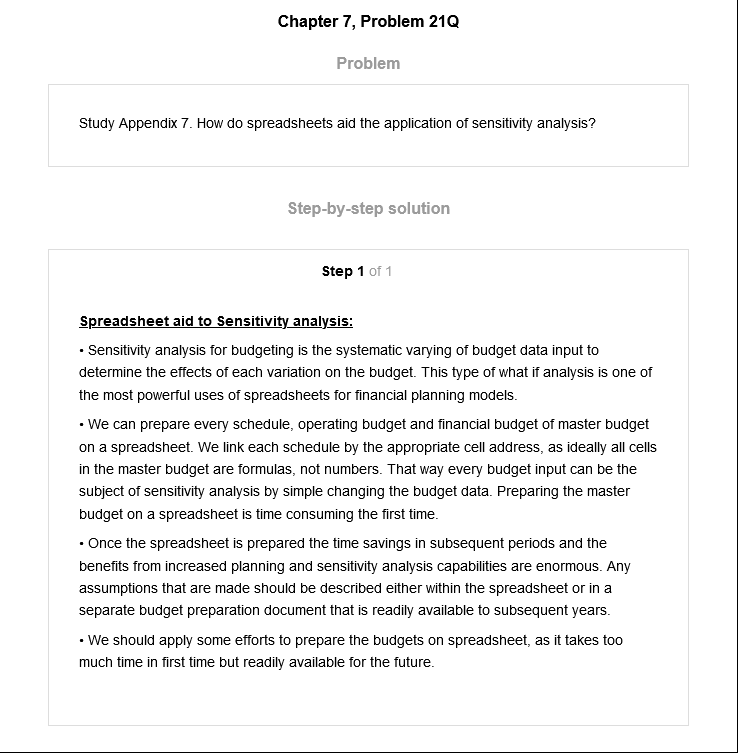 Chapter 7, Problem 21Q
Problem
Study Appendix 7. How do spreadsheets aid the application of sensitivity analysis?
Step-by-step solution
Step 1 of 1
Spreadsheet aid to Sensitivity analysis:
• Sensitivity analysis for budgeting is the systematic varying of budget data input to
determine the effects of each variation on the budget. This type of what if analysis is one of
the most powerful uses of spreadsheets for financial planning models.
• We can prepare every schedule, operating budget and financial budget of master budget
on a spreadsheet. We link each schedule by the appropriate cell address, as ideally all cells
in the master budget are formulas, not numbers. That way every budget input can be the
subject of sensitivity analysis by simple changing the budget data. Preparing the master
budget on a spreadsheet is time consuming the first time.
• Once the spreadsheet is prepared the time savings in subsequent periods and the
benefits from increased planning and sensitivity analysis capabilities are enormous. Any
assumptions that are made should be described either within the spreadsheet or in a
separate budget preparation document that is readily available to subsequent years.
• We should apply some efforts to prepare the budgets on spreadsheet, as it takes too
much time in first time but readily available for the future.